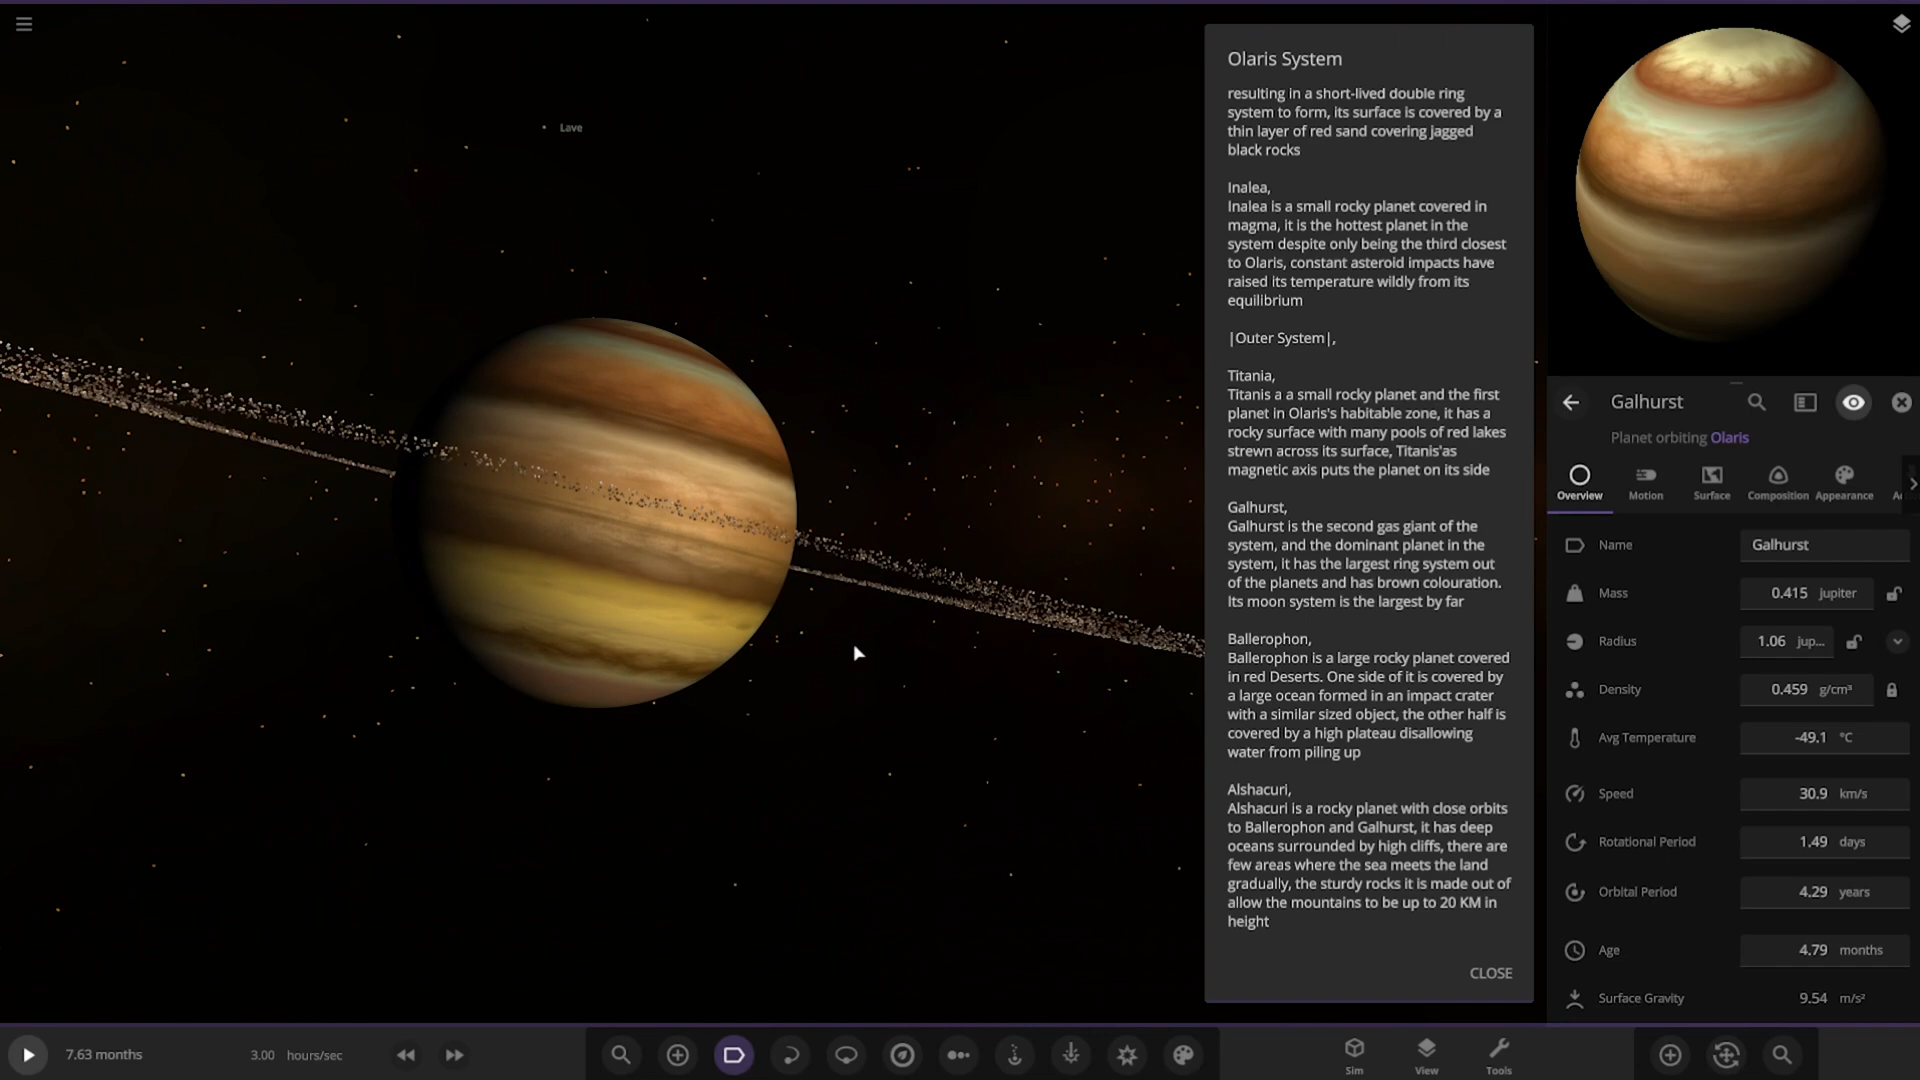 Lave
Olaris System
resulting in a short-lived double ring
system to form, its surface is covered by a
thin layer of red sand covering jagged
black rocks
Inalea,
Inalea is a small rocky planet covered in
magma, it is the hottest planet in the
system despite only being the third closest
to Olaris, constant asteroid impacts have
raised its temperature wildly from its
equilibrium
|Outer System|,
Titania,
Titanis a a small rocky planet and the first
planet in Olaris's habitable zone, it has a
rocky surface with many pools of red lakes
strewn across its surface, Titanis'as
magnetic axis puts the planet on its side
Galhurst,
Galhurst is the second gas giant of the
system, and the dominant planet in the
system, it has the largest ring system out
of the planets and has brown colouration.
Its moon system is the largest by far
Ballerophon,
Ballerophon is a large rocky planet covered
in red Deserts. One side of it is covered by
a large ocean formed in an impact crater
with a similar sized object, the other half is
covered by a high plateau disallowing
water from piling up
Alshacuri,
Alshacuri is a rocky planet with close orbits
to Ballerophon and Galhurst, it has deep
oceans surrounded by high cliffs, there are
few areas where the sea meets the land
gradually, the sturdy rocks it is made out of
allow the mountains to be up to 20 KM in
height
CLOSE
Galhurst
Planet orbiting Olaris
Overview Motion Surface Composition Appearance
Name Galhurst
Mass 0.415 jupiter
Radius 1.06 jup...
Density 0.459 g/cm³
Avg Temperature -49.1 °C
Speed 30.9 km/s
Rotational Period 1.49 days
Orbital Period 4.29 years
Age 4.79 months
Surface Gravity 9.54 m/s²
7.63 months 3.00 hours/sec
Sim View Tools